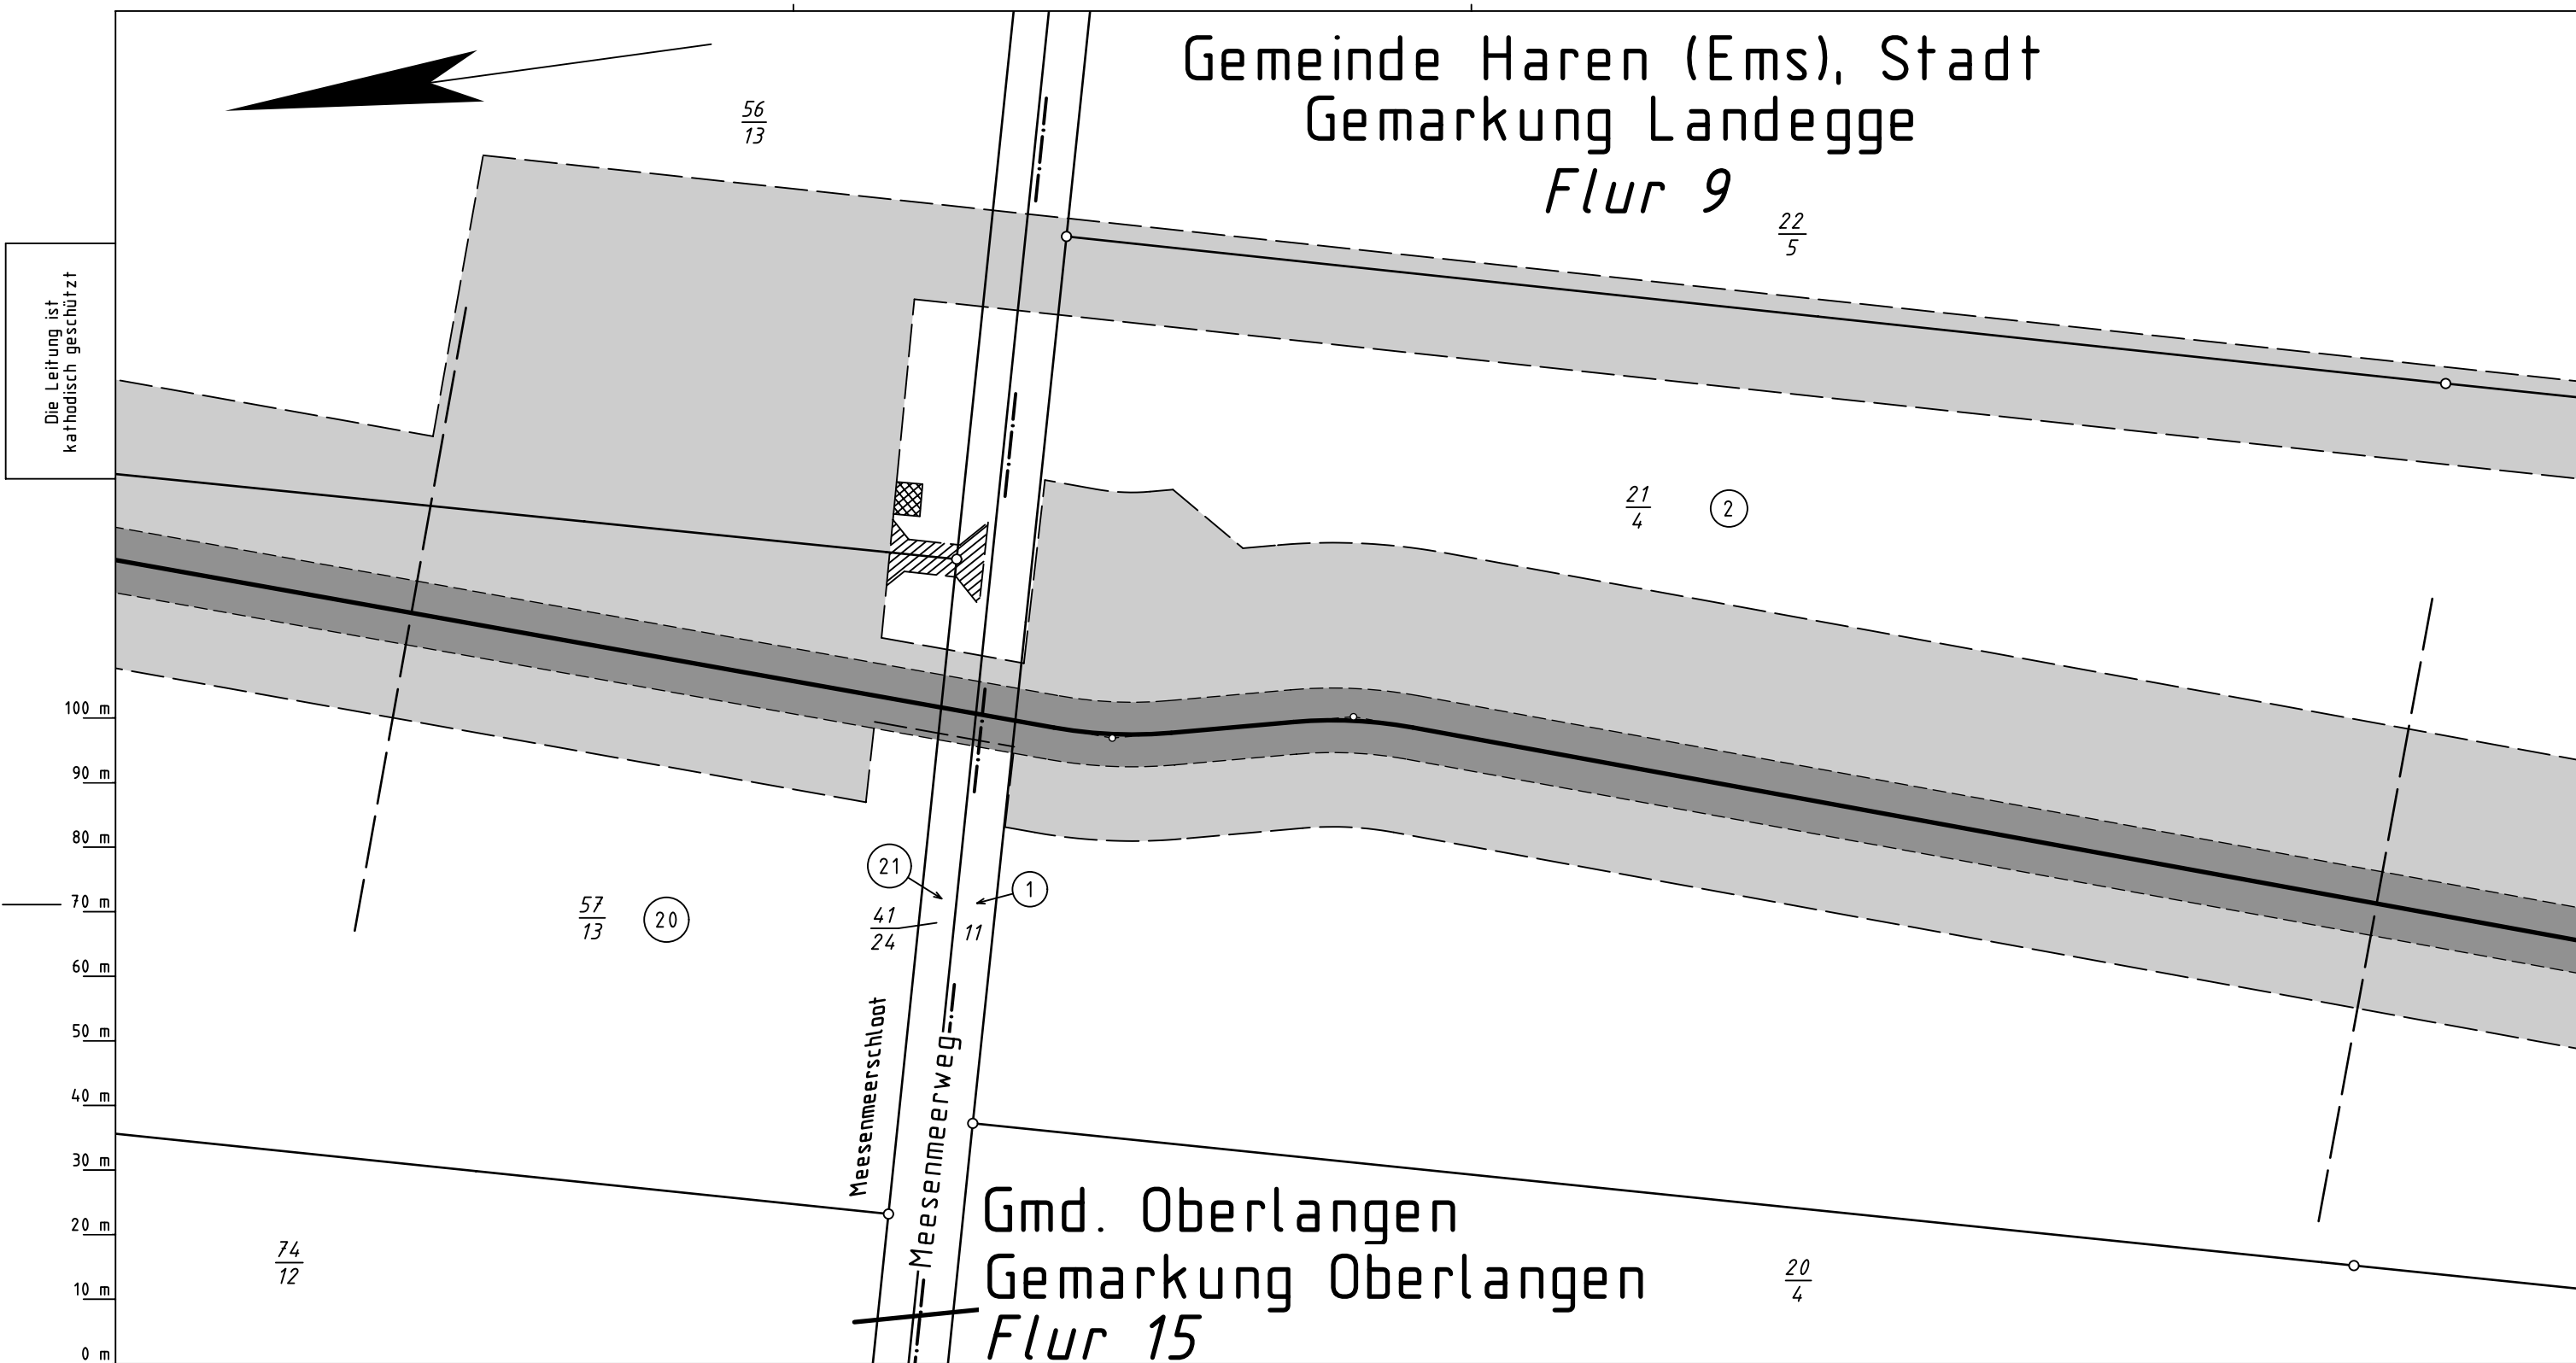 Gemeinde Haren (Ems), Stadt
Gemarkung Landegge
Flur 9
56
13
22
5
Die Leitung ist
kathodisch geschützt
21
4
2
100 m
90 m
80 m
70 m
60 m
50 m
40 m
30 m
20 m
10 m
0 m
21
1
57
13
20
41
24
11
Meesenmeerschloot
Meesenmeerweg
Gmd. Oberlangen
Gemarkung Oberlangen
Flur 15
74
12
20
4